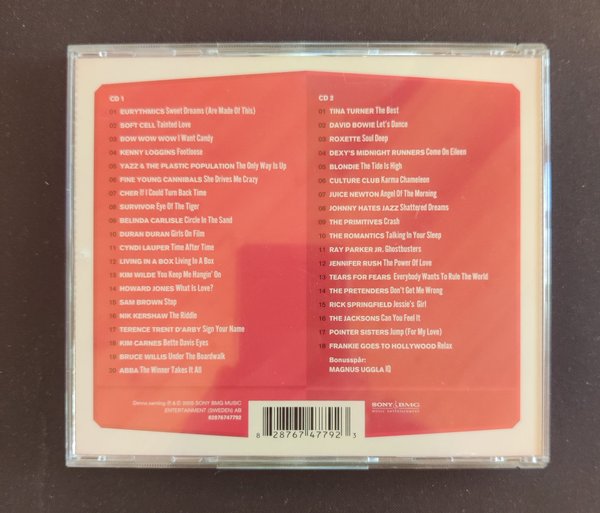 CD 1
01 EURYTHMICS Sweet Dreams (Are Made Of This)
02 SOFT CELL Tainted Love
03 BOW WOW WOW I Want Candy
04 KENNY LOGGINS Footloose
05 YAZZ & THE PLASTIC POPULATION The Only Way Is Up
06 FINE YOUNG CANNIBALS She Drives Me Crazy
07 CHER If I Could Turn Back Time
08 SURVIVOR Eye Of The Tiger
09 BELINDA CARLISLE Circle In The Sand
10 DURAN DURAN Girls On Film
11 CYNDI LAUPER Time After Time
12 LIVING IN A BOX Living In A Box
13 KIM WILDE You Keep Me Hangin' On
14 HOWARD JONES What Is Love?
15 SAM BROWN Stop
16 NIK KERSHAW The Riddle
17 TERENCE TRENT D'ARBY Sign Your Name
18 KIM CARNES Bette Davis Eyes
19 BRUCE WILLIS Under The Boardwalk
20 ABBA The Winner Takes It All
CD 2
01 TINA TURNER The Best
02 DAVID BOWIE Let's Dance
03 ROXETTE Soul Deep
04 DEXY'S MIDNIGHT RUNNERS Come On Eileen
05 BLONDIE The Tide Is High
06 CULTURE CLUB Karma Chameleon
07 JUICE NEWTON Angel Of The Morning
08 JOHNNY HATES JAZZ Shattered Dreams
09 THE PRIMITIVES Crash
10 THE ROMANTICS Talking In Your Sleep
11 RAY PARKER JR. Ghostbusters
12 JENNIFER RUSH The Power Of Love
13 TEARS FOR FEARS Everybody Wants To Rule The World
14 THE PRETENDERS Don't Get Me Wrong
15 RICK SPRINGFIELD Jessie's Girl
16 THE JACKSONS Can You Feel It
17 POINTER SISTERS Jump (For My Love)
18 FRANKIE GOES TO HOLLYWOOD Relax
Bonusspår:
MAGNUS UGGLA IQ
Denna samling ℗ & © 2005 SONY BMG MUSIC
ENTERTAINMENT (SWEDEN) AB
82876747792
8 28767 47792 3
SONY BMG
MUSIC ENTERTAINMENT